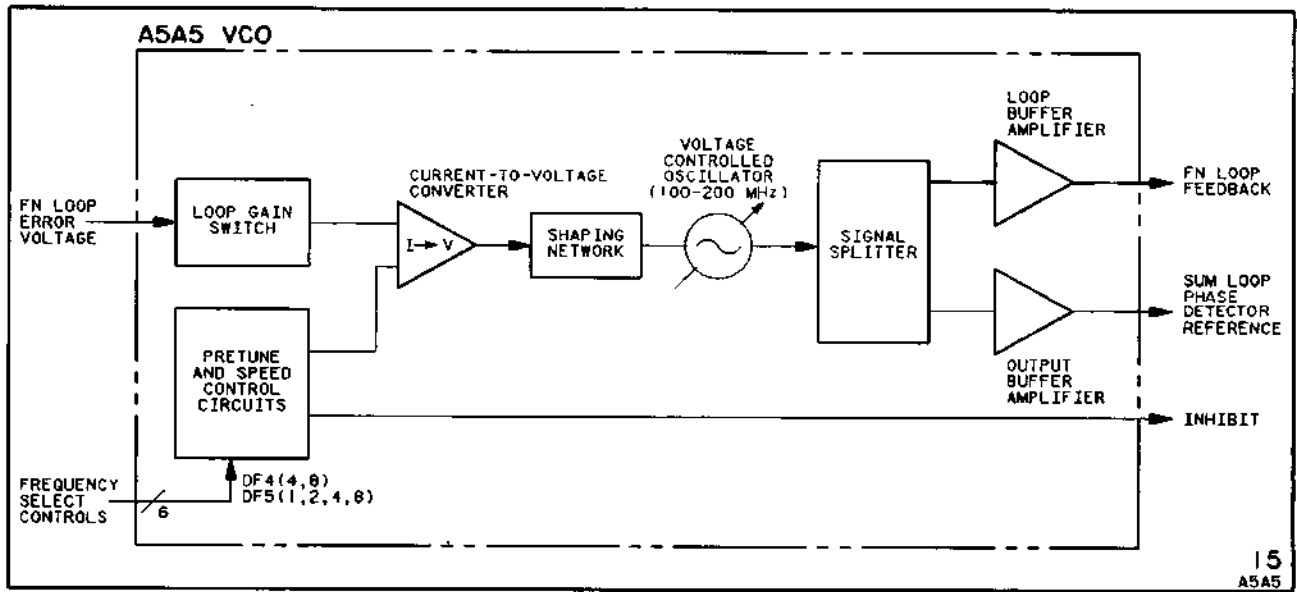 A5A5 VCO
FN LOOP
ERROR
VOLTAGE
LOOP GAIN
SWITCH
CURRENT-TO-VOLTAGE
CONVERTER
I → V
SHAPING
NETWORK
VOLTAGE
CONTROLLED
OSCILLATOR
(100-200 MHz)
SIGNAL
SPLITTER
LOOP
BUFFER
AMPLIFIER
FN LOOP
FEEDBACK
SUM LOOP
PHASE
DETECTOR
REFERENCE
OUTPUT
BUFFER
AMPLIFIER
PRETUNE
AND SPEED
CONTROL
CIRCUITS
INHIBIT
FREQUENCY
SELECT
CONTROLS
6
DF4(4,8)
DF5(1,2,4,8)
15
A5A5